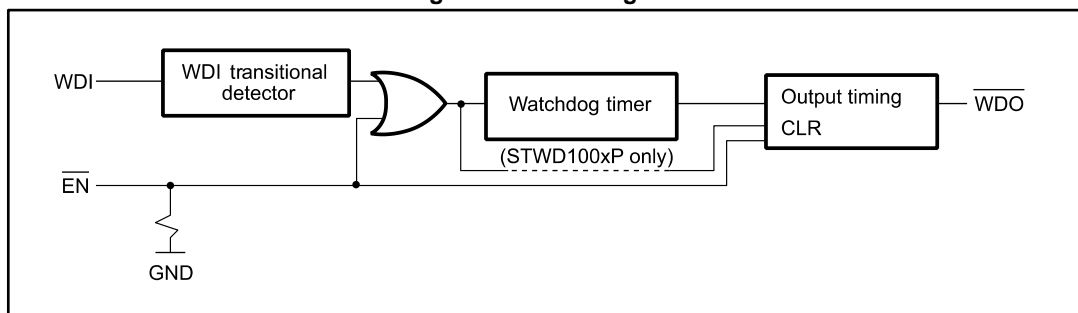 WDI
WDI transitional
detector
Watchdog timer
(STWD100xP only)
Output timing
CLR
WDO
EN
GND